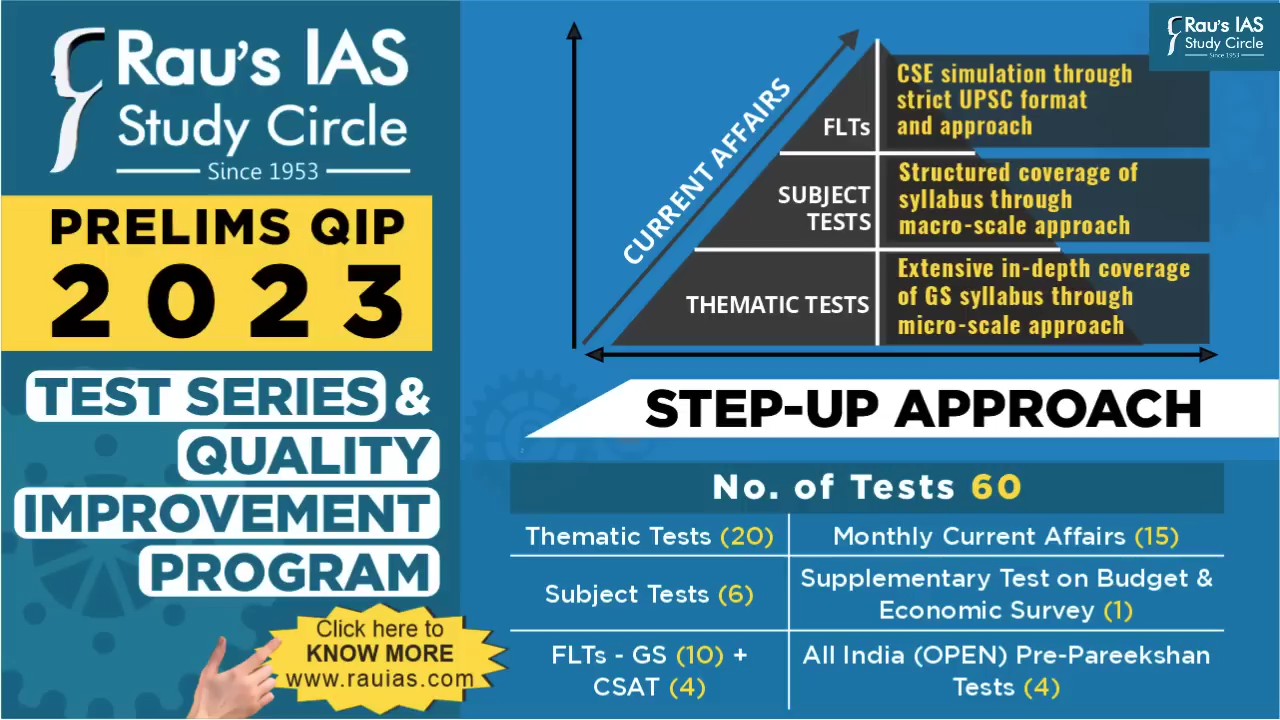 Rau's IAS
Study Circle
Since 1953
PRELIMS QIP
2023
TEST SERIES &
QUALITY
IMPROVEMENT
PROGRAM
Click here to
KNOW MORE
www.rauias.com
Rau's IAS
Study Circle
Since 1953
CURRENT AFFAIRS
FLTs
CSE simulation through
strict UPSC format
and approach
SUBJECT
TESTS
Structured coverage of
syllabus through
macro-scale approach
THEMATIC TESTS
Extensive in-depth coverage
of GS syllabus through
micro-scale approach
STEP-UP APPROACH
No. of Tests 60
Thematic Tests (20)
Monthly Current Affairs (15)
Subject Tests (6)
Supplementary Test on Budget &
Economic Survey (1)
FLTs - GS (10) +
CSAT (4)
All India (OPEN) Pre-Pareekshan
Tests (4)